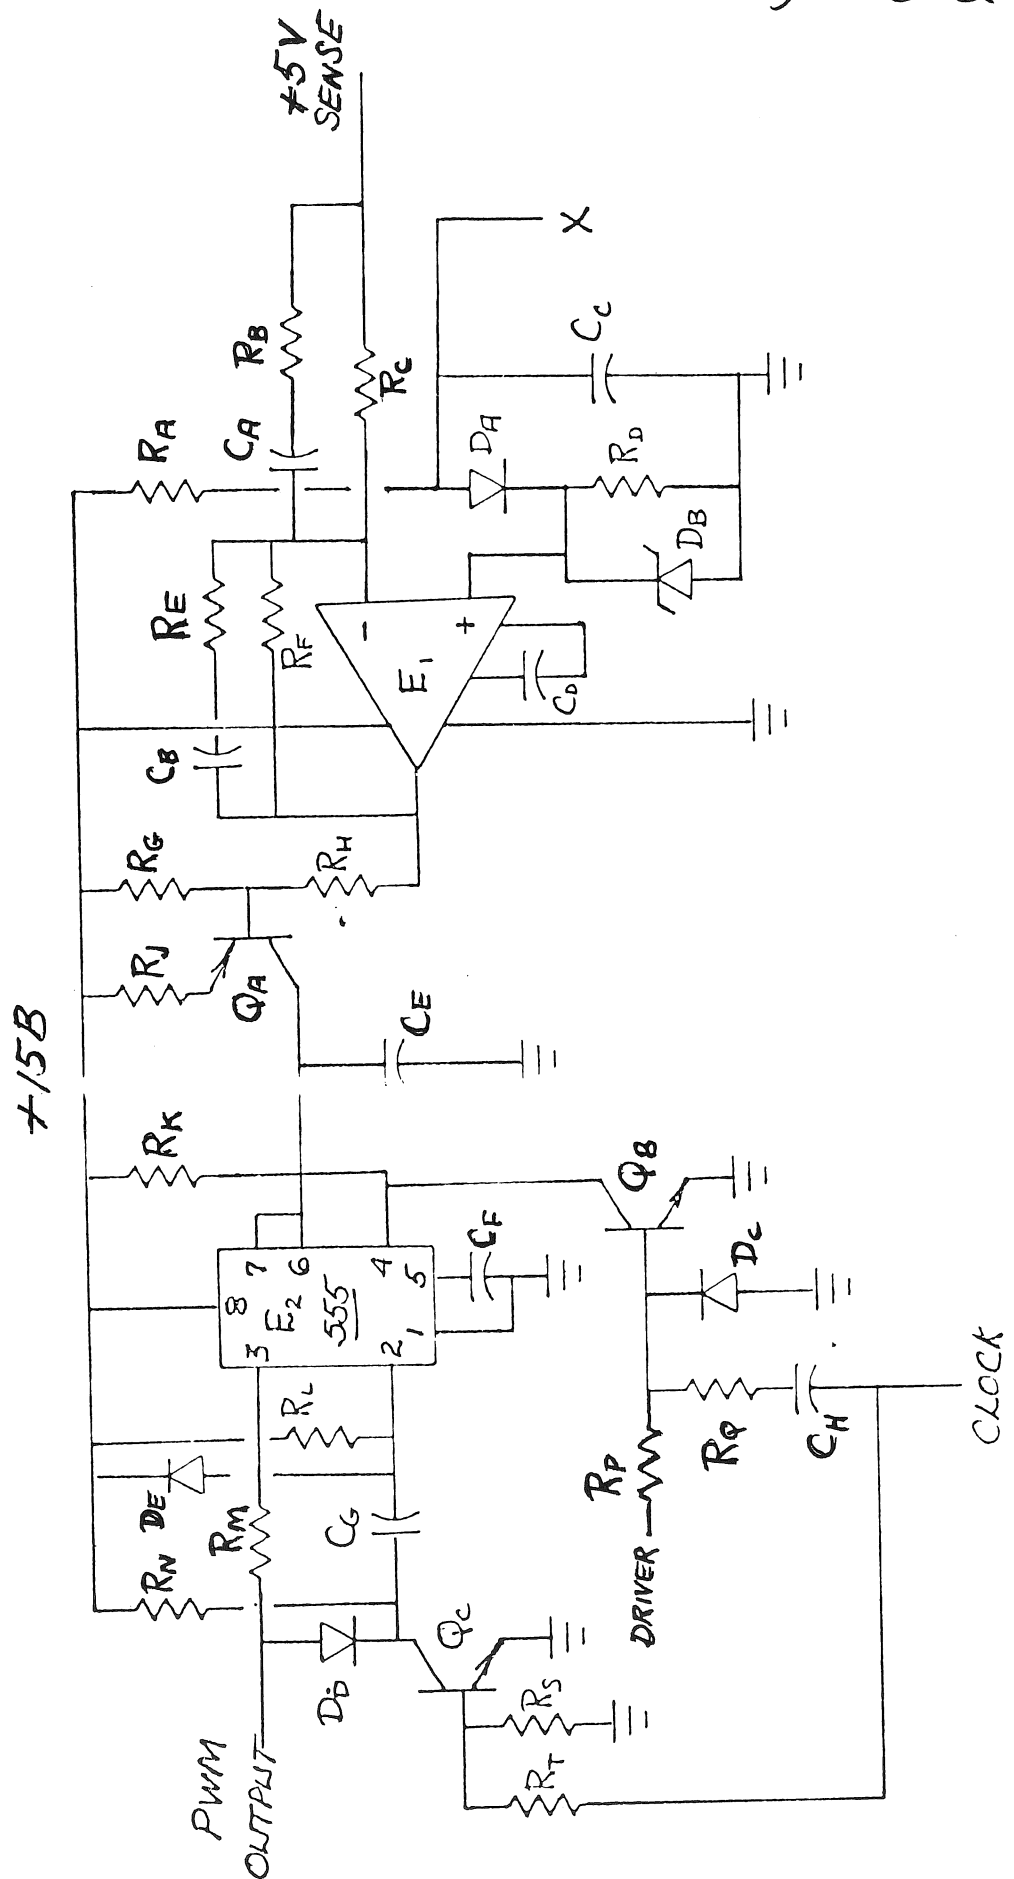 +5V
SENSE
X
RB
RC
CC
RA
CA
DA
RD
DB
RE
RF
-
+
E1
CD
CB
RG
RH
RJ
QA
CE
+15B
RK
QB
7
6
4
5
8
E2
555
3
2
1
CF
DC
RL
DE
RM
RN
CG
RP
RQ
CH
DRIVER
CLOCK
DD
QC
RS
RT
PWM
OUTPUT